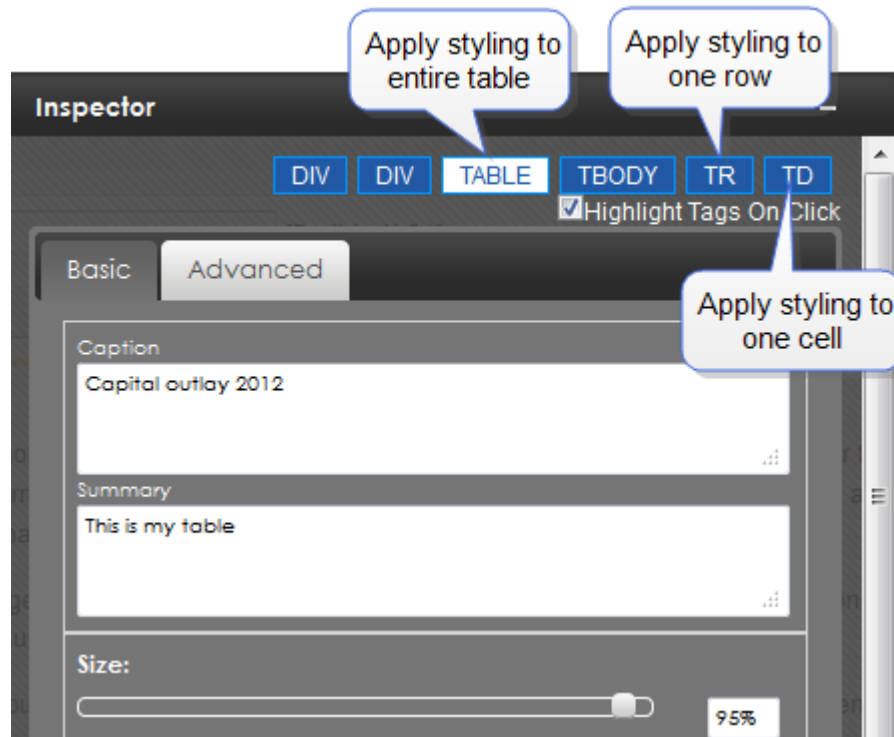 Apply styling to
entire table
Apply styling to
one row
Inspector
DIV DIV TABLE TBODY TR TD
Highlight Tags On Click
Basic Advanced
Apply styling to
one cell
Caption
Capital outlay 2012
Summary
This is my table
Size:
95%